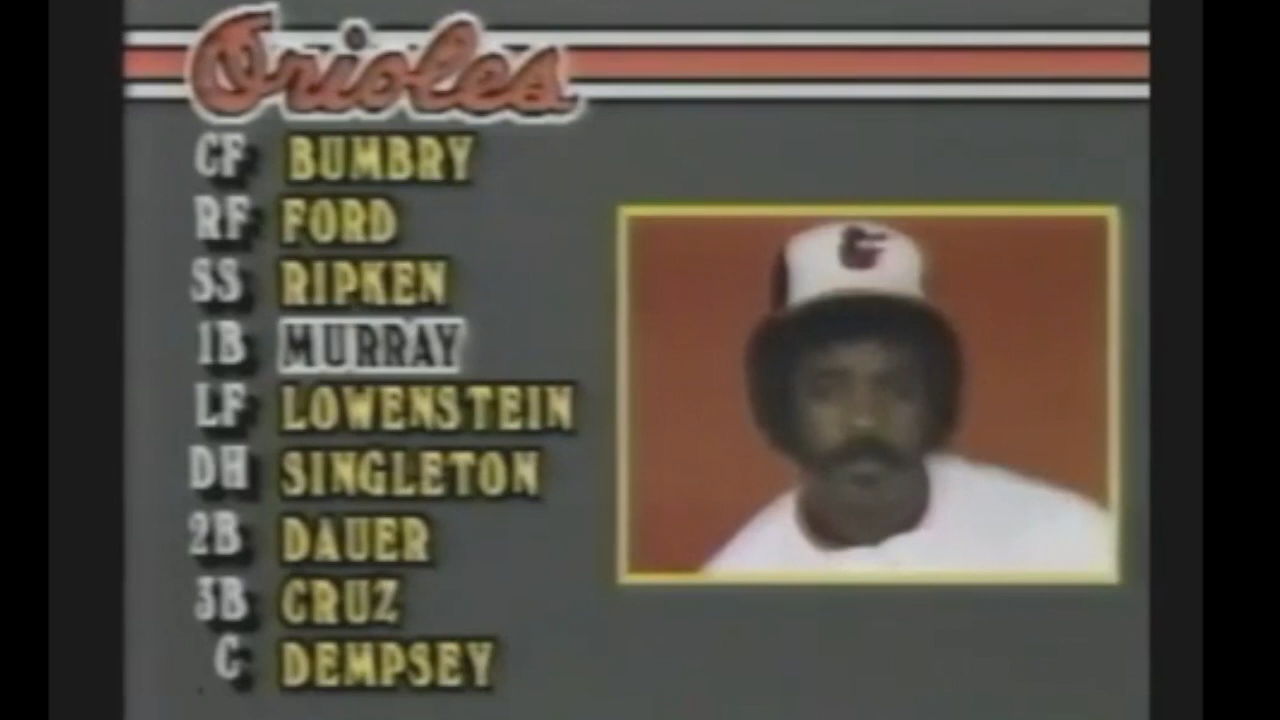 Orioles
CF BUMBRY
RF FORD
SS RIPKEN
1B MURRAY
LF LOWENSTEIN
DH SINGLETON
2B DAUER
3B CRUZ
C DEMPSEY